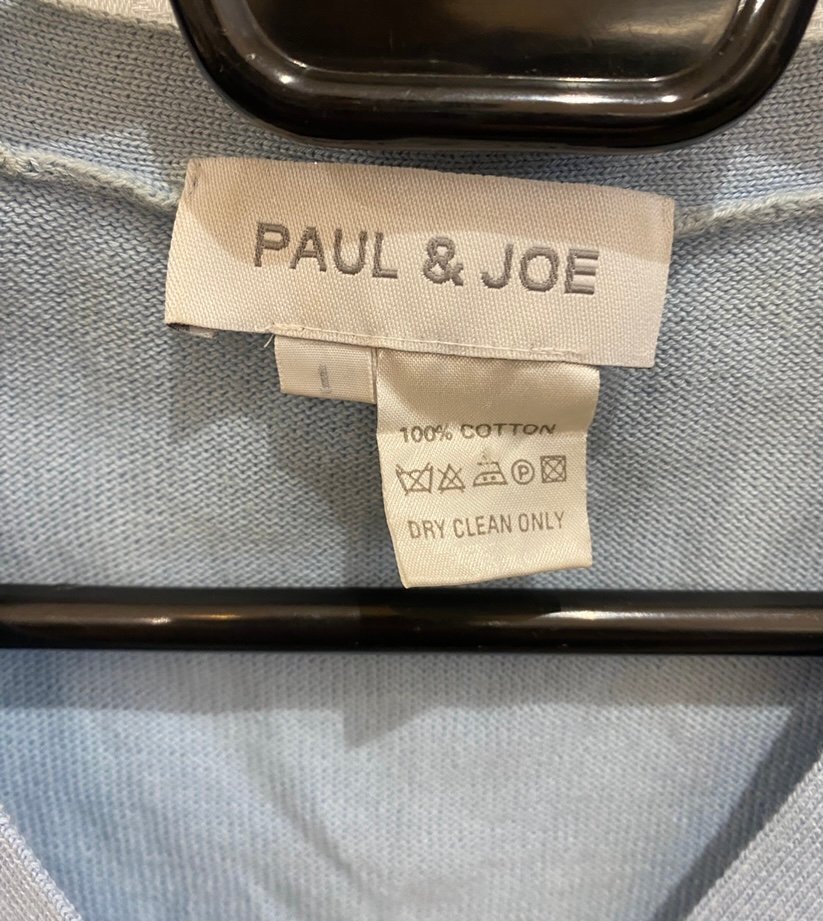 PAUL & JOE
1
100% COTTON
P
DRY CLEAN ONLY